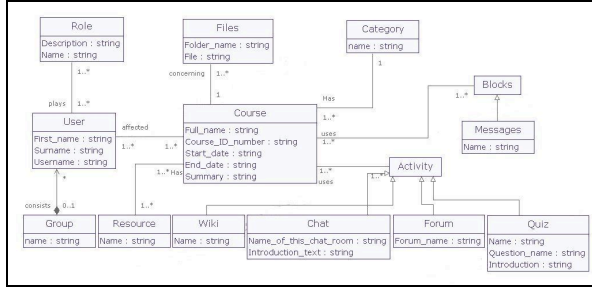 Role
Description : string
Name : string
Files
Folder_name : string
File : string
Category
name : string
1..*
concerning
1..*
1
plays
1..*
1
Has
1..*
Blocks
1..*
User
First_name : string
Surname : string
Username : string
affected
1..*
1..*
Course
Full_name : string
Course_ID_number : string
Start_date : string
End_date : string
Summary : string
uses
1..*
Messages
Name : string
1..*
Has
1..*
uses
1..*
Activity
*
consists
0..1
1..*
Group
name : string
Resource
Name : string
Wiki
Name : string
Chat
Name_of_this_chat_room : string
Introduction_text : string
Forum
Forum_name : string
Quiz
Name : string
Question_name : string
Introduction : string